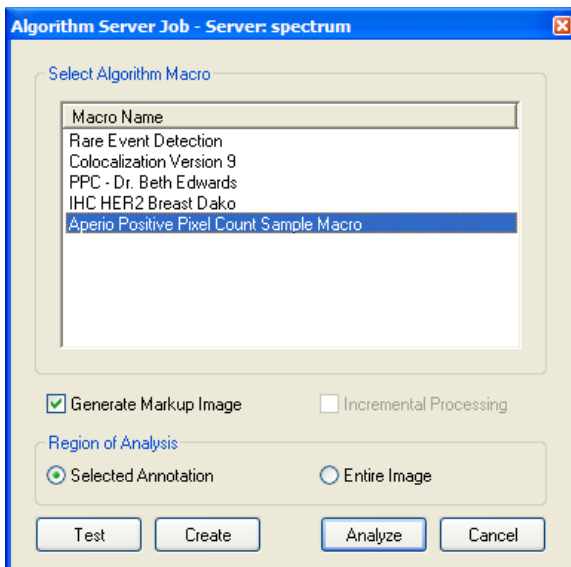 Algorithm Server Job - Server: spectrum
Select Algorithm Macro
Macro Name
Rare Event Detection
Colocalization Version 9
PPC - Dr. Beth Edwards
IHC HER2 Breast Dako
Aperio Positive Pixel Count Sample Macro
Generate Markup Image Incremental Processing
Region of Analysis
Selected Annotation Entire Image
Test Create Analyze Cancel